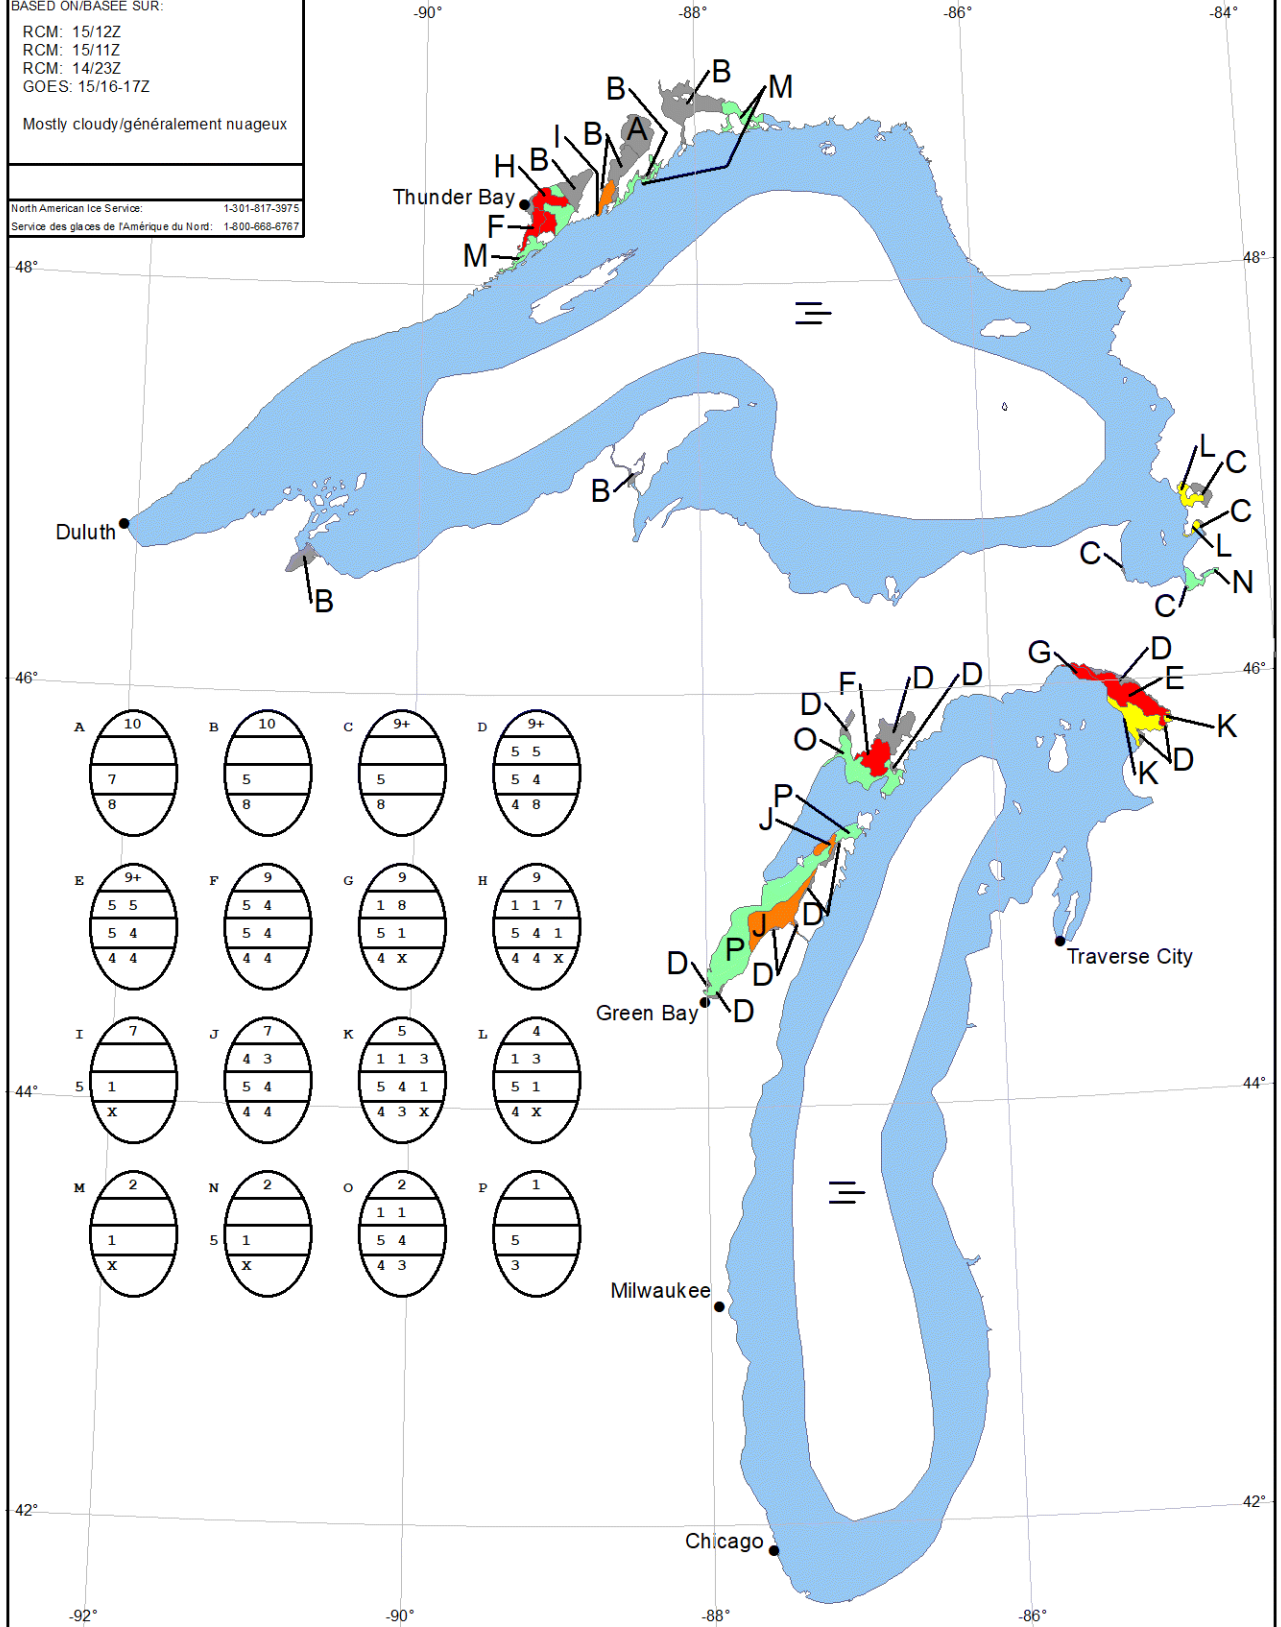 BASED ON/BASÉE SUR:
RCM: 15/12Z
RCM: 15/11Z
RCM: 14/23Z
GOES: 15/16-17Z
Mostly cloudy/généralement nuageux
North American Ice Service: 1-301-817-3975
Service des glaces de l'Amérique du Nord: 1-800-668-6767
-90° -88° -86° -84°
B B M
I B A
H B
Thunder Bay
F
M
48° 48°
L C
B C
Duluth L
C N
B C
G D
46° E 46°
F D D
D K
O K D
P
J
D
J
P
D D
Traverse City
Green Bay D
A 10
7
8
B 10
5
8
C 9+
5
8
D 9+
5 5
5 4
4 8
E 9+
5 5
5 4
4 4
F 9
5 4
5 4
4 4
G 9
1 8
5 1
4 X
H 9
1 1 7
5 4 1
4 4 X
I 7
5 1
X
J 7
4 3
5 4
4 4
K 5
1 1 3
5 4 1
4 3 X
L 4
1 3
5 1
4 X
44° 44°
M 2
1
X
N 2
5 1
X
O 2
1 1
5 4
4 3
P 1
5
3
Milwaukee
42° 42°
Chicago
-92° -90° -88° -86°